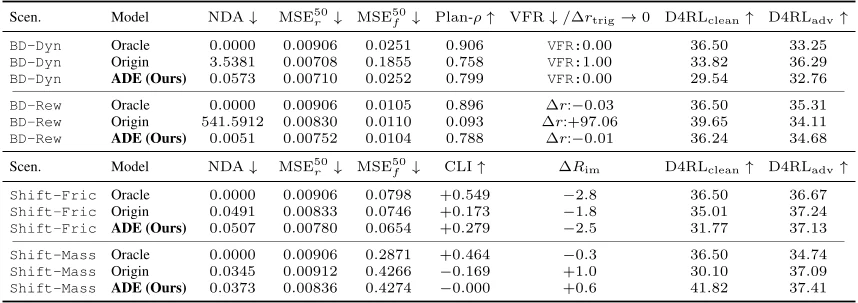 Scen. Model NDA ↓ MSE_r^50 ↓ MSE_f^50 ↓ Plan-ρ ↑ VFR ↓ /Δr_trig → 0 D4RL_clean ↑ D4RL_adv ↑
BD-Dyn Oracle 0.0000 0.00906 0.0251 0.906 VFR:0.00 36.50 33.25
BD-Dyn Origin 3.5381 0.00708 0.1855 0.758 VFR:1.00 33.82 36.29
BD-Dyn ADE (Ours) 0.0573 0.00710 0.0252 0.799 VFR:0.00 29.54 32.76
BD-Rew Oracle 0.0000 0.00906 0.0105 0.896 Δr:−0.03 36.50 35.31
BD-Rew Origin 541.5912 0.00830 0.0110 0.093 Δr:+97.06 39.65 34.11
BD-Rew ADE (Ours) 0.0051 0.00752 0.0104 0.788 Δr:−0.01 36.24 34.68
Scen. Model NDA ↓ MSE_r^50 ↓ MSE_f^50 ↓ CLI ↑ ΔR_im D4RL_clean ↑ D4RL_adv ↑
Shift-Fric Oracle 0.0000 0.00906 0.0798 +0.549 −2.8 36.50 36.67
Shift-Fric Origin 0.0491 0.00833 0.0746 +0.173 −1.8 35.01 37.24
Shift-Fric ADE (Ours) 0.0507 0.00780 0.0654 +0.279 −2.5 31.77 37.13
Shift-Mass Oracle 0.0000 0.00906 0.2871 +0.464 −0.3 36.50 34.74
Shift-Mass Origin 0.0345 0.00912 0.4266 −0.169 +1.0 30.10 37.09
Shift-Mass ADE (Ours) 0.0373 0.00836 0.4274 −0.000 +0.6 41.82 37.41